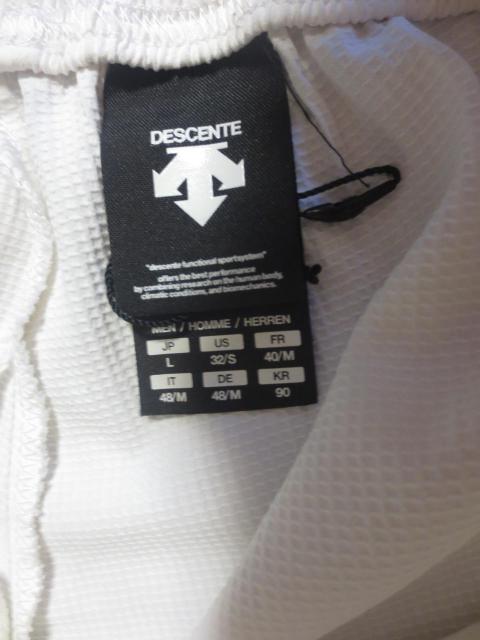 DESCENTE
"descente functional sportsystem"
offers the best performance
by combining research on the human body,
climatic conditions, and biomechanics.
MEN / HOMME / HERREN
JP US FR
L 32/S 40/M
IT DE KR
48/M 48/M 90